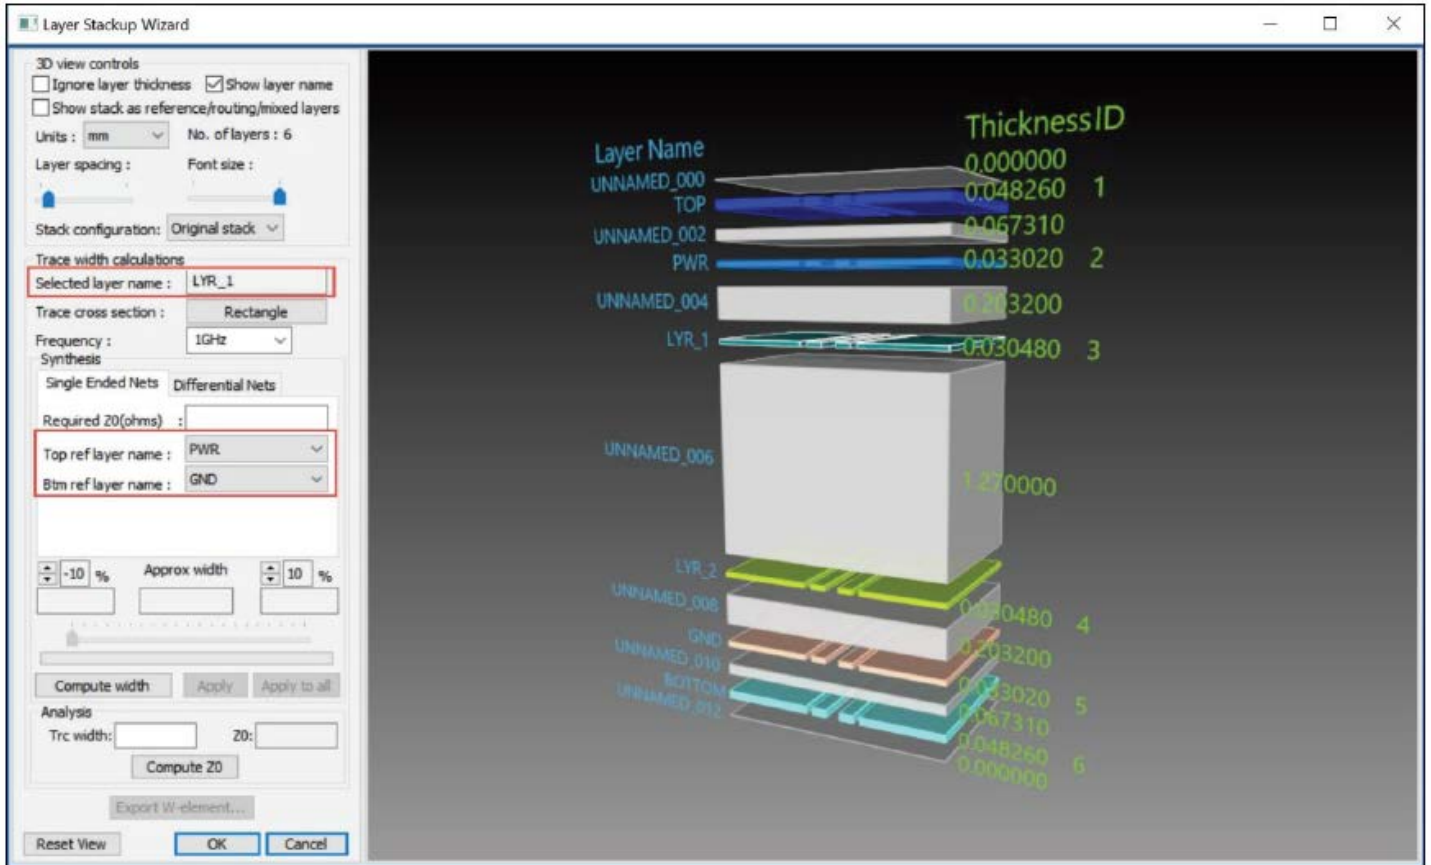 Layer Stackup Wizard
3D view controls
Ignore layer thickness Show layer name
Show stack as reference/routing/mixed layers
Units : mm No. of layers : 6
Layer spacing : Font size :
Stack configuration: Original stack
Trace width calculations
Selected layer name : LYR_1
Trace cross section : Rectangle
Frequency : 1GHz
Synthesis
Single Ended Nets Differential Nets
Required Z0(ohms) :
Top ref layer name : PWR
Btm ref layer name : GND
-10 % Approx width 10 %
Compute width Apply Apply to all
Analysis
Trc width: Z0:
Compute Z0
Export W-element...
Reset View OK Cancel
Layer Name Thickness ID
UNNAMED_000 0.000000
TOP 0.048260 1
UNNAMED_002 0.067310
PWR 0.033020 2
UNNAMED_004 0.203200
LYR_1 0.030480 3
UNNAMED_006 1.270000
LYR_2 0.030480 4
UNNAMED_008 0.203200
GND 0.033020 5
UNNAMED_010 0.067310
BOTTOM 0.048260 6
UNNAMED_012 0.000000